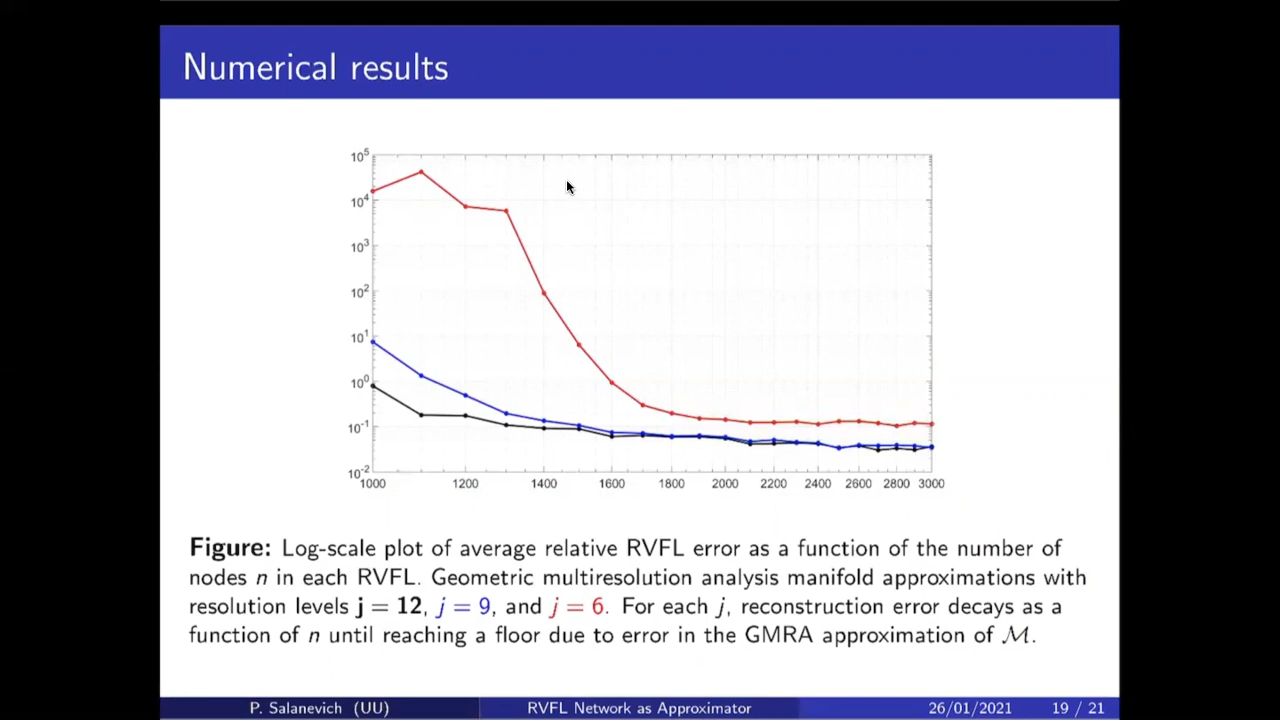 Numerical results
10^5
10^4
10^3
10^2
10^1
10^0
10^-1
10^-2
1000 1200 1400 1600 1800 2000 2200 2400 2600 2800 3000
Figure: Log-scale plot of average relative RVFL error as a function of the number of
nodes n in each RVFL. Geometric multiresolution analysis manifold approximations with
resolution levels j = 12, j = 9, and j = 6. For each j, reconstruction error decays as a
function of n until reaching a floor due to error in the GMRA approximation of ℳ.
P. Salanevich (UU) RVFL Network as Approximator 26/01/2021 19 / 21